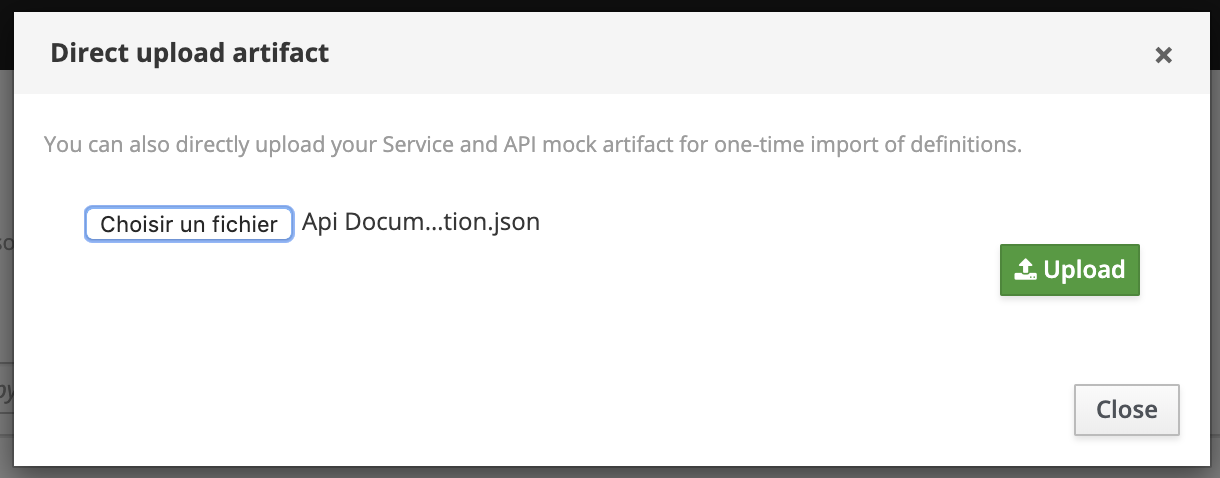 Direct upload artifact
You can also directly upload your Service and API mock artifact for one-time import of definitions.
Choisir un fichier Api Docum...tion.json
Upload
Close